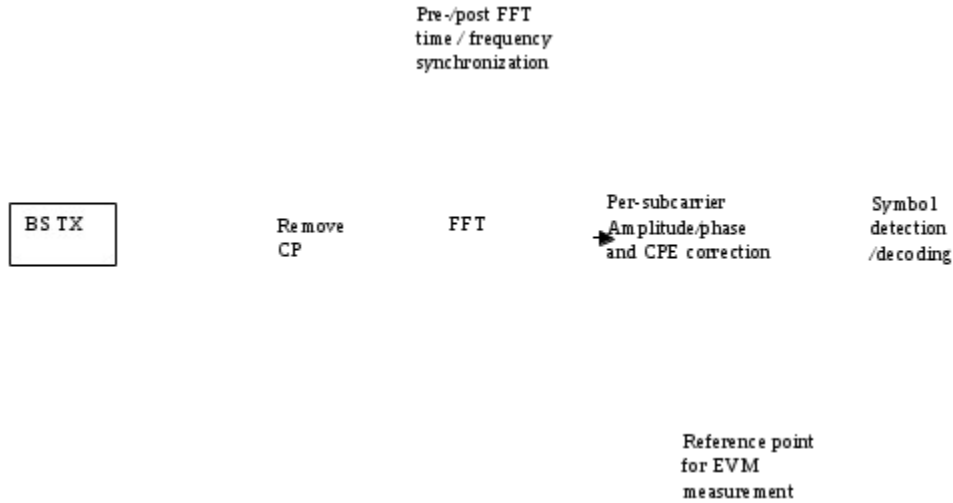 Pre-/post FFT
time / frequency
synchronization
BS TX
Remove
CP
FFT
Per-subcarrier
Amplitude/phase
and CPE correction
Symbol
detection
/decoding
Reference point
for EVM
measurement